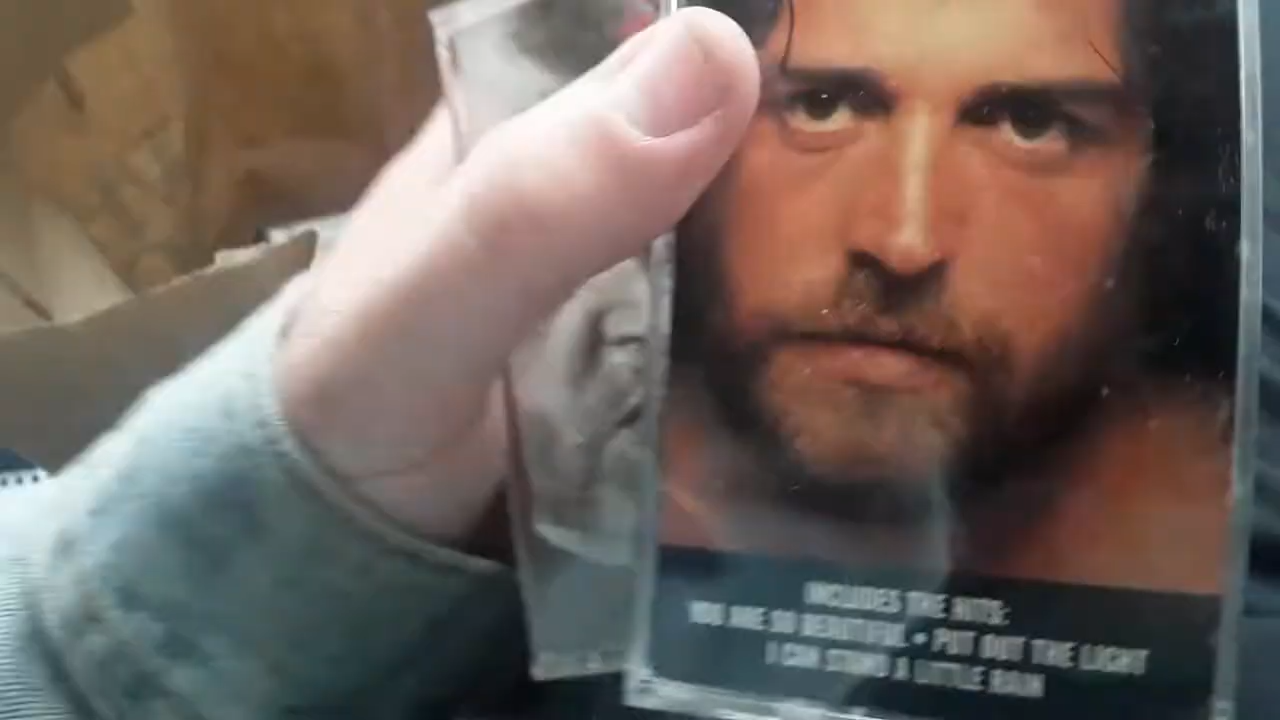 INCLUDES THE HITS:
YOU ARE SO BEAUTIFUL • PUT OUT THE LIGHT
I CAN STAND A LITTLE RAIN